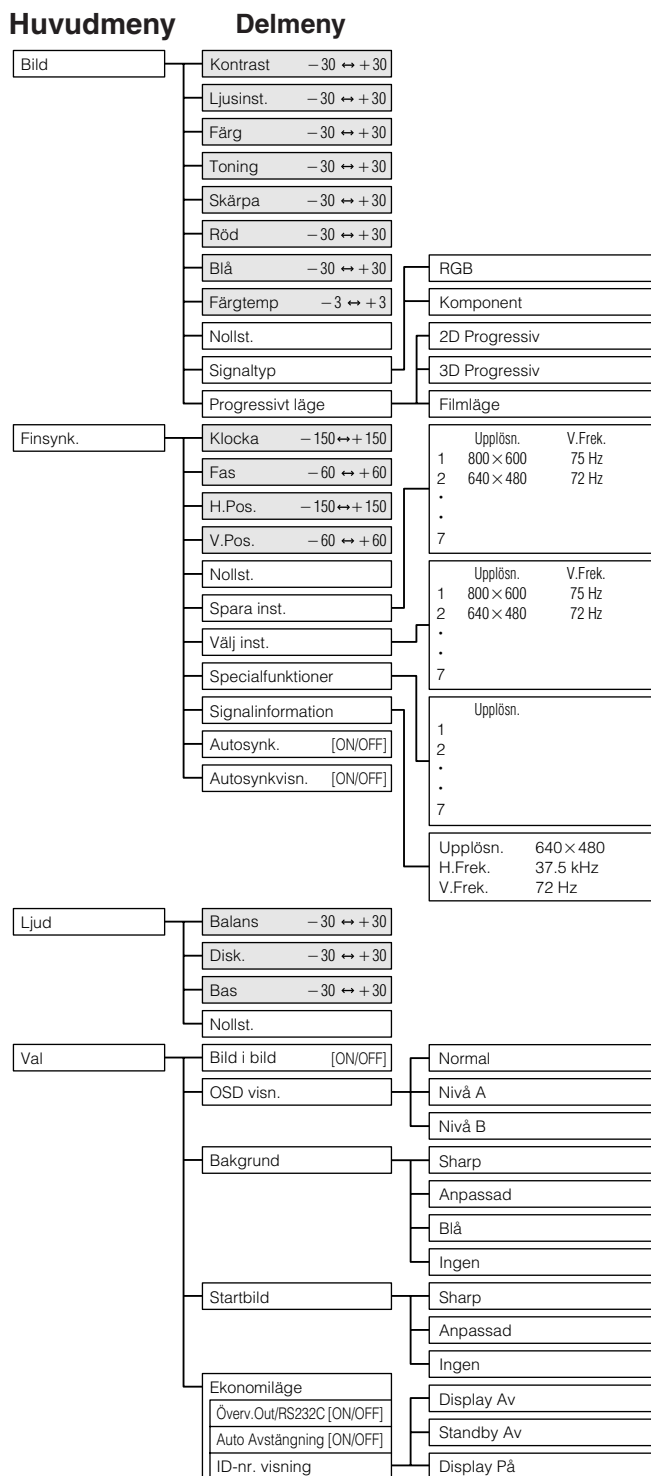 Huvudmeny Delmeny
Bild
Kontrast −30 ↔ +30
Ljusinst. −30 ↔ +30
Färg −30 ↔ +30
Toning −30 ↔ +30
Skärpa −30 ↔ +30
Röd −30 ↔ +30
Blå −30 ↔ +30
Färgtemp −3 ↔ +3
Nollst.
Signaltyp
Progressivt läge
RGB
Komponent
2D Progressiv
3D Progressiv
Filmläge
Finsynk.
Klocka −150 ↔ +150
Fas −60 ↔ +60
H.Pos. −150 ↔ +150
V.Pos. −60 ↔ +60
Nollst.
Spara inst.
Välj inst.
Specialfunktioner
Signalinformation
Autosynk. [ON/OFF]
Autosynkvisn. [ON/OFF]
Upplösn. V.Frek.
1 800×600 75 Hz
2 640×480 72 Hz
•
•
7
Upplösn. V.Frek.
1 800×600 75 Hz
2 640×480 72 Hz
•
•
7
Upplösn.
1
2
•
•
7
Upplösn. 640×480
H.Frek. 37.5 kHz
V.Frek. 72 Hz
Ljud
Balans −30 ↔ +30
Disk. −30 ↔ +30
Bas −30 ↔ +30
Nollst.
Val
Bild i bild [ON/OFF]
OSD visn.
Normal
Nivå A
Nivå B
Bakgrund
Sharp
Anpassad
Blå
Ingen
Startbild
Sharp
Anpassad
Ingen
Ekonomiläge
Överv.Out/RS232C [ON/OFF]
Auto Avstängning [ON/OFF]
ID-nr. visning
Display Av
Standby Av
Display På